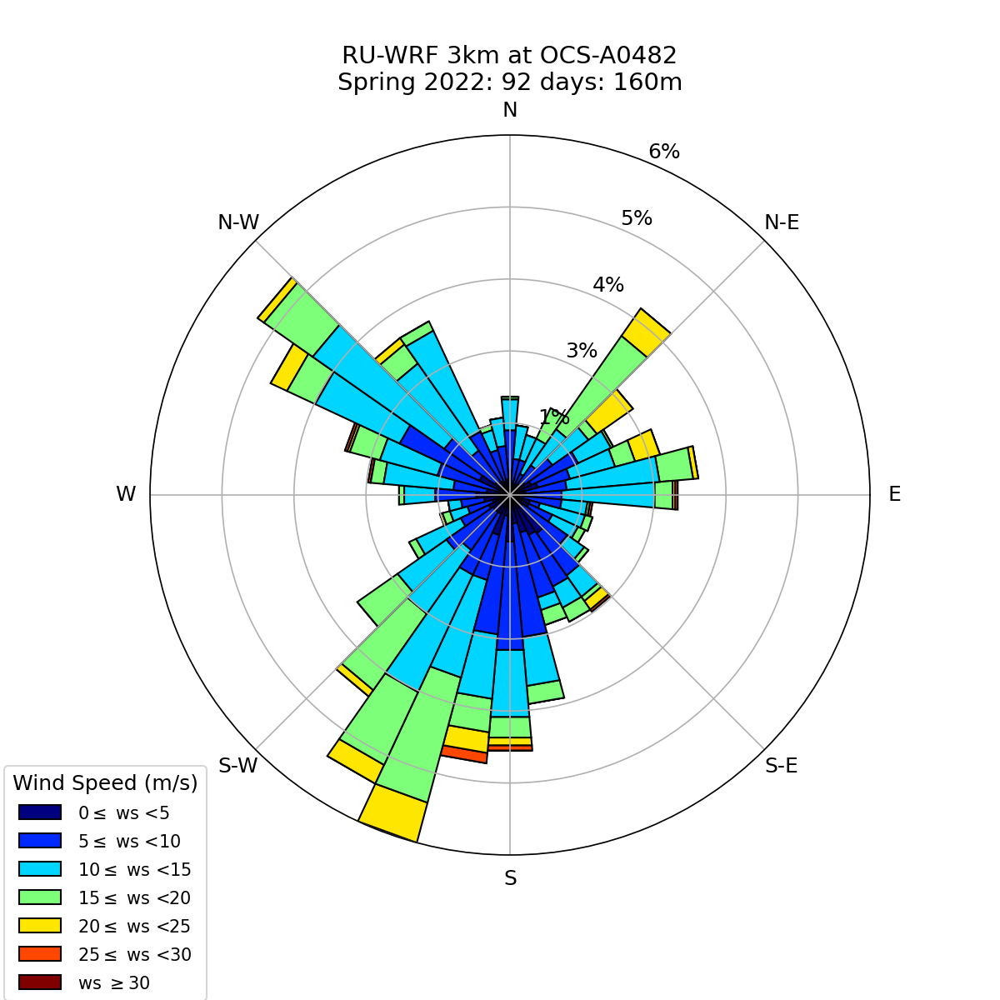 RU-WRF 3km at OCS-A0482
Spring 2022: 92 days: 160m
N
6%
5%
N-W
N-E
4%
3%
1%
W
E
S-W
S-E
S
Wind Speed (m/s)
0≤ ws <5
5≤ ws <10
10≤ ws <15
15≤ ws <20
20≤ ws <25
25≤ ws <30
ws ≥30